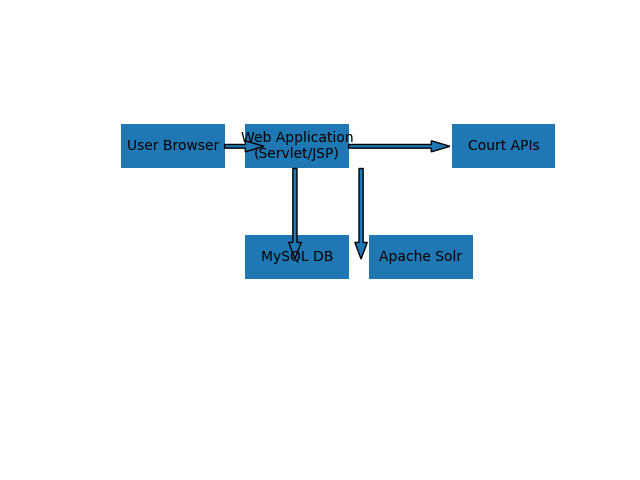 User Browser
Web Application
(Servlet/JSP)
Court APIs
MySQL DB
Apache Solr